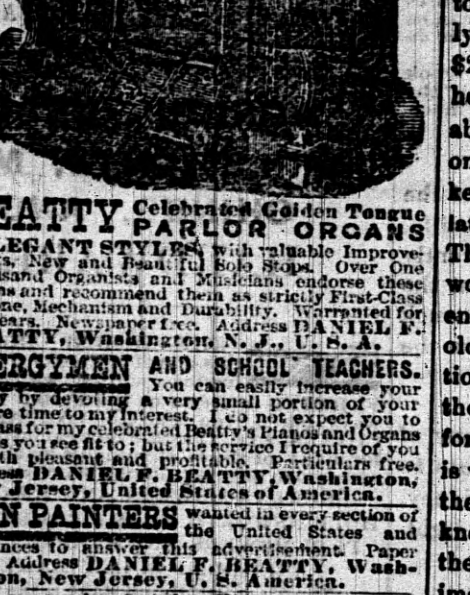 EATTY Celebrated Golden Tongue
PARLOR ORGANS
LEGANT STYLES, with valuable Improve-
s, New and Beautiful Solo Stops. Over One
sand Organists and Musicians endorse these
ns and recommend them as strictly First-Class
ne, Mechanism and Durability. Warranted for
ears. Newspaper free. Address DANIEL F.
ATTY, Washington, N. J., U. S. A.
ERGYMEN AND SCHOOL TEACHERS.
You can easily increase your
y by devoting a very small portion of your
re time to my interest. I do not expect you to
ass for my celebrated Beatty's Pianos and Organs
s you see fit to; but the service I require of you
th pleasant and profitable. Particulars free.
ess DANIEL F. BEATTY, Washington,
Jersey, United States of America.
N PAINTERS wanted in every section of
the United States and
nces to answer this advertisement. Paper
Address DANIEL F. BEATTY, Wash-
on, New Jersey, U. S. America.